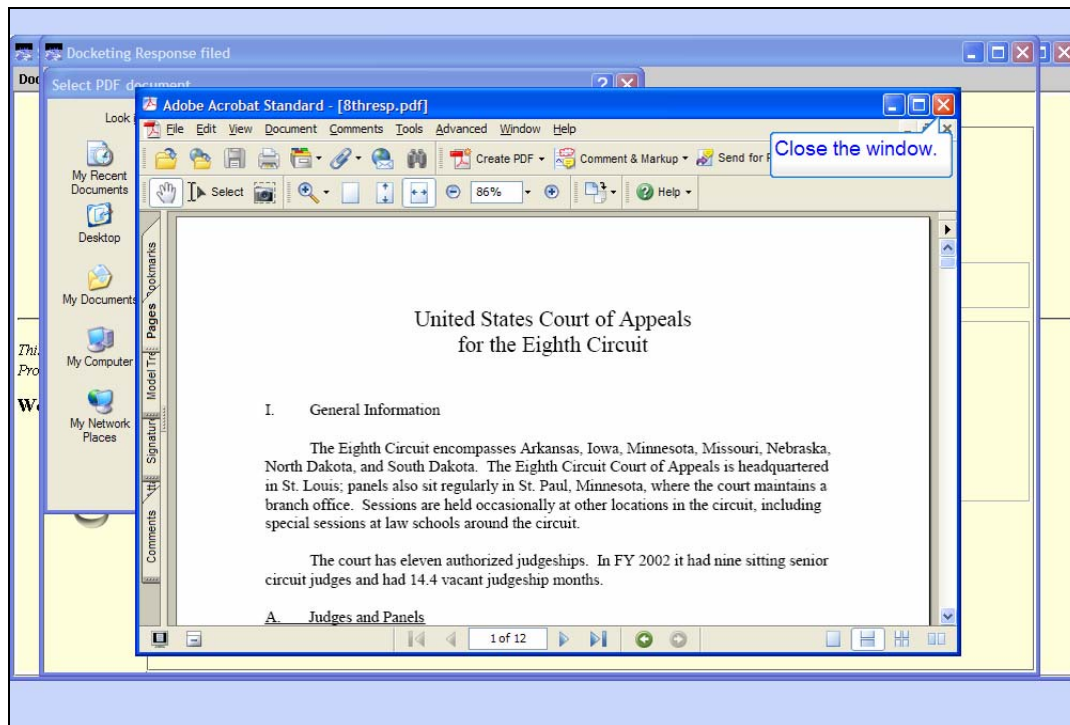 Docketing Response filed
Doc
Select PDF document
Look i
My Recent
Documents
Desktop
My Documents
My Computer
My Network
Places
Adobe Acrobat Standard - [8thresp.pdf]
File Edit View Document Comments Tools Advanced Window Help
Create PDF Comment & Markup Send for R
Close the window.
Select 86% Help
Bookmarks
Pages
Model Tre
Signature
Comments
United States Court of Appeals
for the Eighth Circuit
I. General Information
The Eighth Circuit encompasses Arkansas, Iowa, Minnesota, Missouri, Nebraska,
North Dakota, and South Dakota. The Eighth Circuit Court of Appeals is headquartered
in St. Louis; panels also sit regularly in St. Paul, Minnesota, where the court maintains a
branch office. Sessions are held occasionally at other locations in the circuit, including
special sessions at law schools around the circuit.
The court has eleven authorized judgeships. In FY 2002 it had nine sitting senior
circuit judges and had 14.4 vacant judgeship months.
A. Judges and Panels
1 of 12
Thi
Pro
We